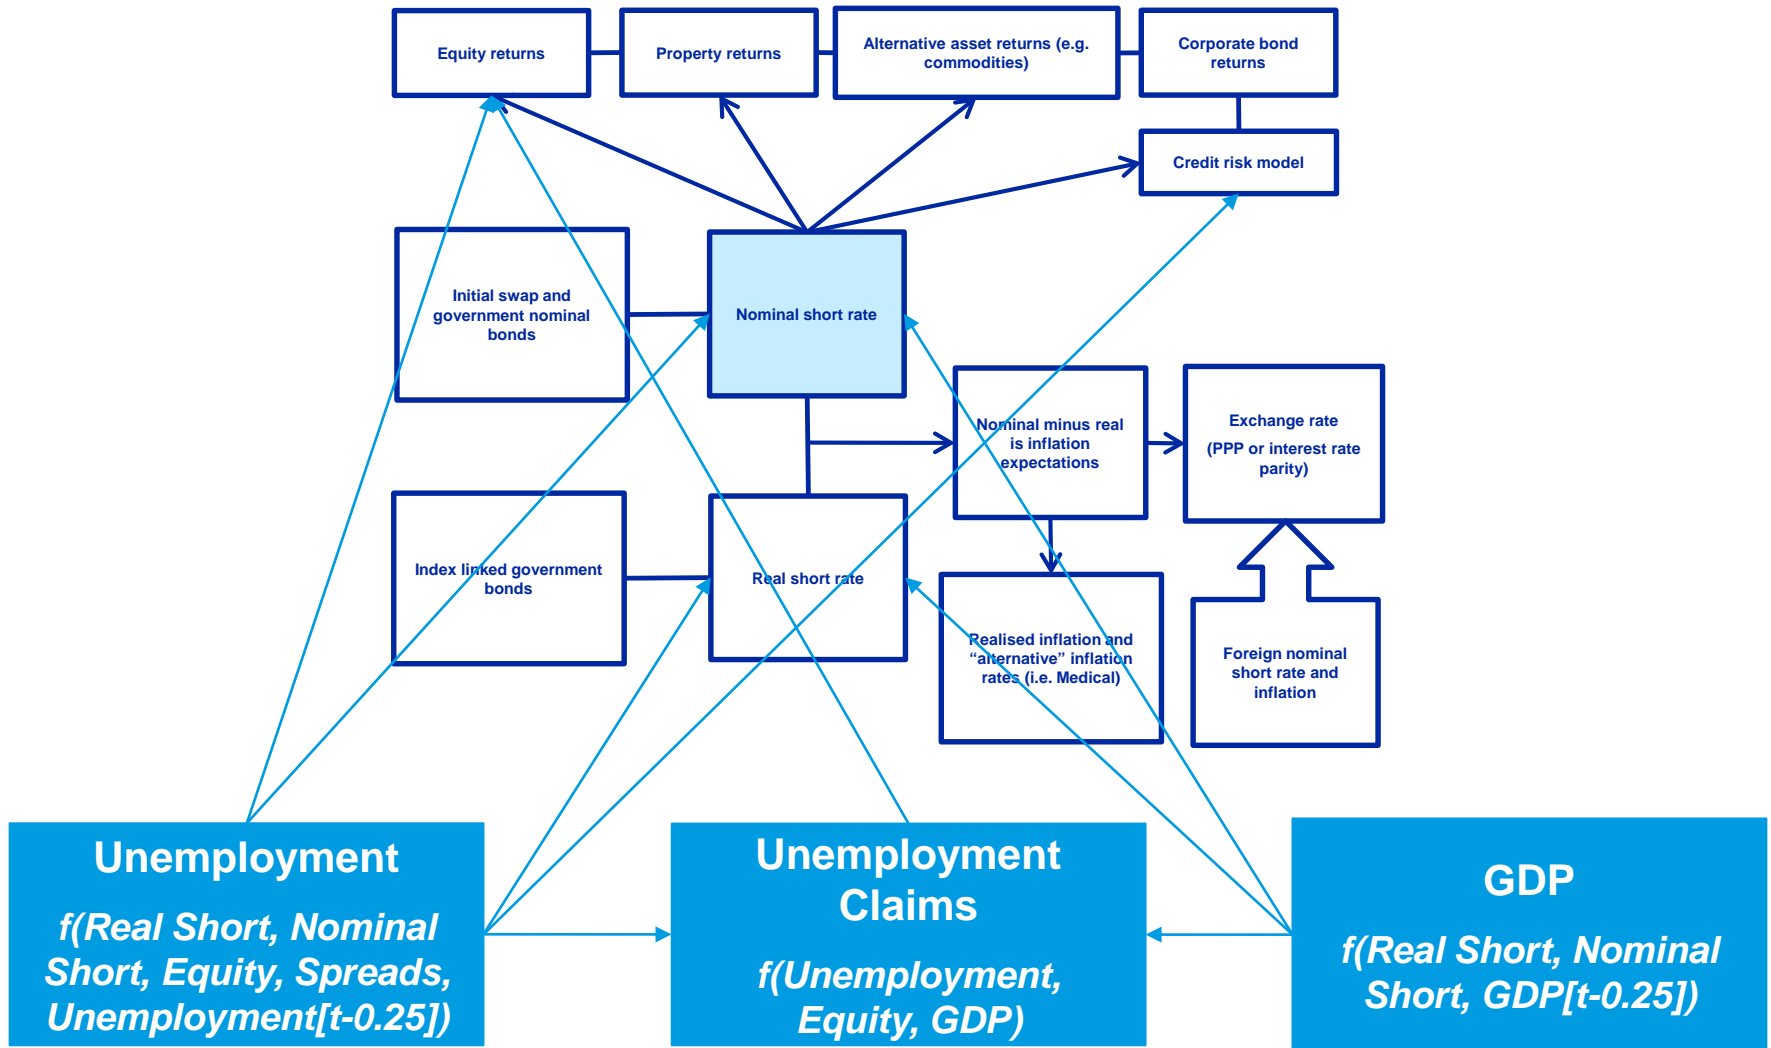 Equity returns
Property returns
Alternative asset returns (e.g.
commodities)
Corporate bond
returns
Credit risk model
Initial swap and
government nominal
bonds
Nominal short rate
Nominal minus real
is inflation
expectations
Exchange rate
(PPP or interest rate
parity)
Index linked government
bonds
Real short rate
Realised inflation and
“alternative” inflation
rates (i.e. Medical)
Foreign nominal
short rate and
inflation
Unemployment
f(Real Short, Nominal
Short, Equity, Spreads,
Unemployment[t-0.25])
Unemployment
Claims
f(Unemployment,
Equity, GDP)
GDP
f(Real Short, Nominal
Short, GDP[t-0.25])